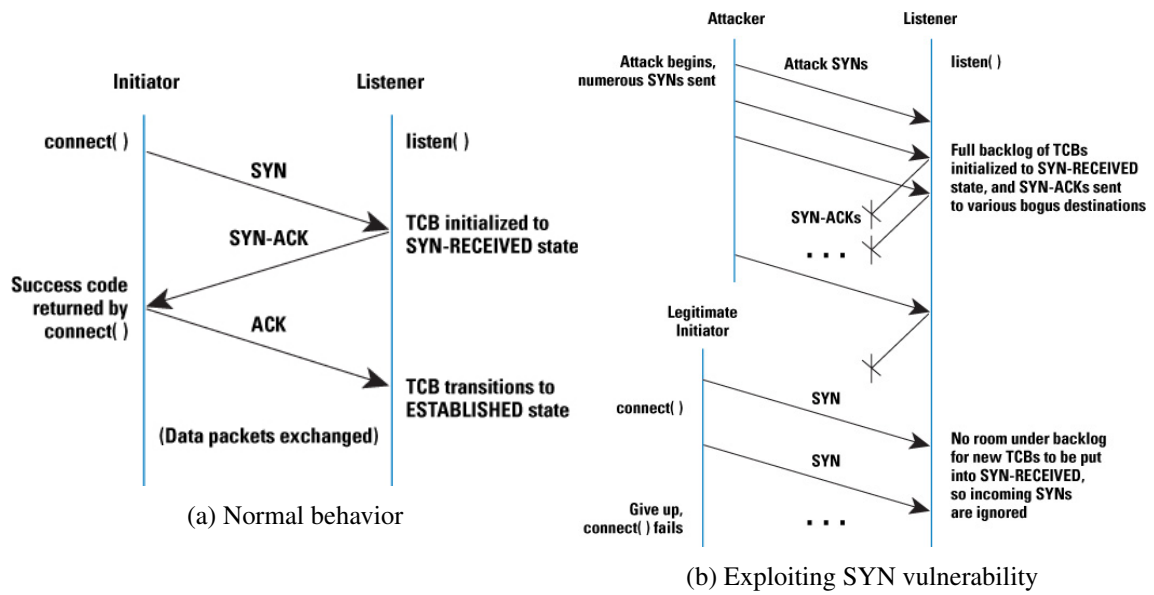 Initiator
Listener
connect( )
listen( )
SYN
TCB initialized to
SYN-RECEIVED state
SYN-ACK
Success code
returned by
connect( )
ACK
TCB transitions to
ESTABLISHED state
(Data packets exchanged)
(a) Normal behavior
Attacker
Listener
Attack begins,
numerous SYNs sent
Attack SYNs
listen( )
Full backlog of TCBs
initialized to SYN-RECEIVED
state, and SYN-ACKs sent
to various bogus destinations
SYN-ACKs
...
Legitimate
Initiator
SYN
connect( )
SYN
No room under backlog
for new TCBs to be put
into SYN-RECEIVED,
so incoming SYNs
are ignored
Give up,
connect( ) fails
...
(b) Exploiting SYN vulnerability